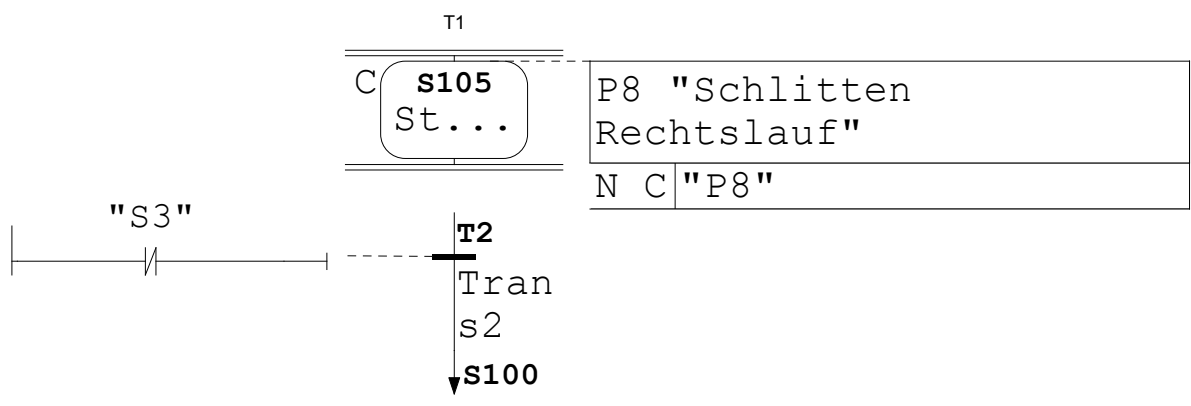 T1
C S105
St...
P8 "Schlitten
Rechtslauf"
N C "P8"
"S3"
T2
Tran
s2
S100